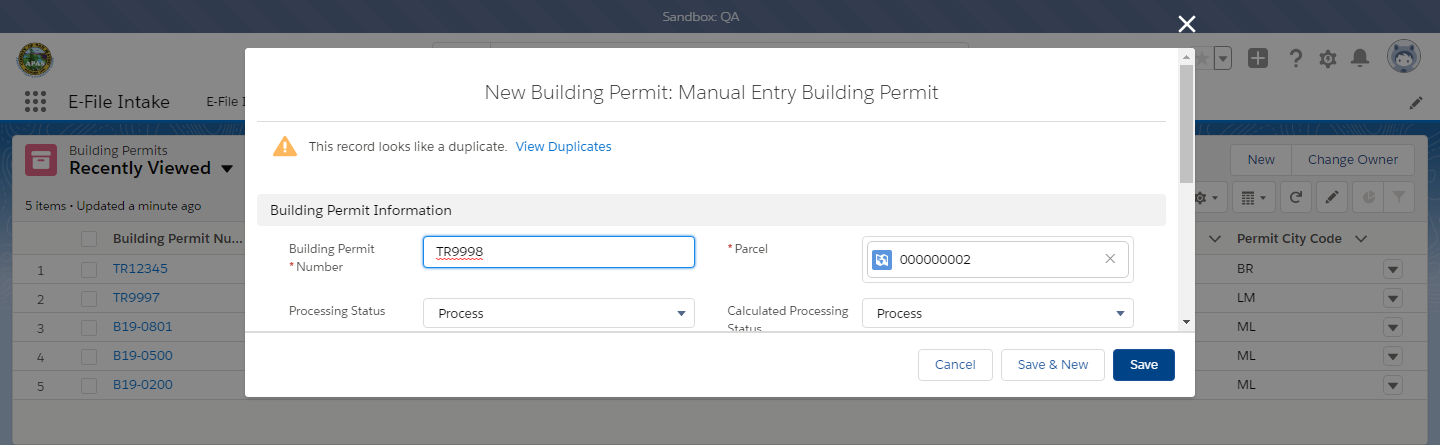 Sandbox: QA
E-File Intake
E-File I
New Building Permit: Manual Entry Building Permit
This record looks like a duplicate. View Duplicates
Building Permits
Recently Viewed
New
Change Owner
5 items • Updated a minute ago
Building Permit Information
Building Permit Nu...
Permit City Code
Building Permit
*Number
TR9998
*Parcel
000000002
1 TR12345 BR
2 TR9997 LM
3 B19-0801 ML
4 B19-0500 ML
5 B19-0200 ML
Processing Status
Process
Calculated Processing
Status
Process
Cancel
Save & New
Save